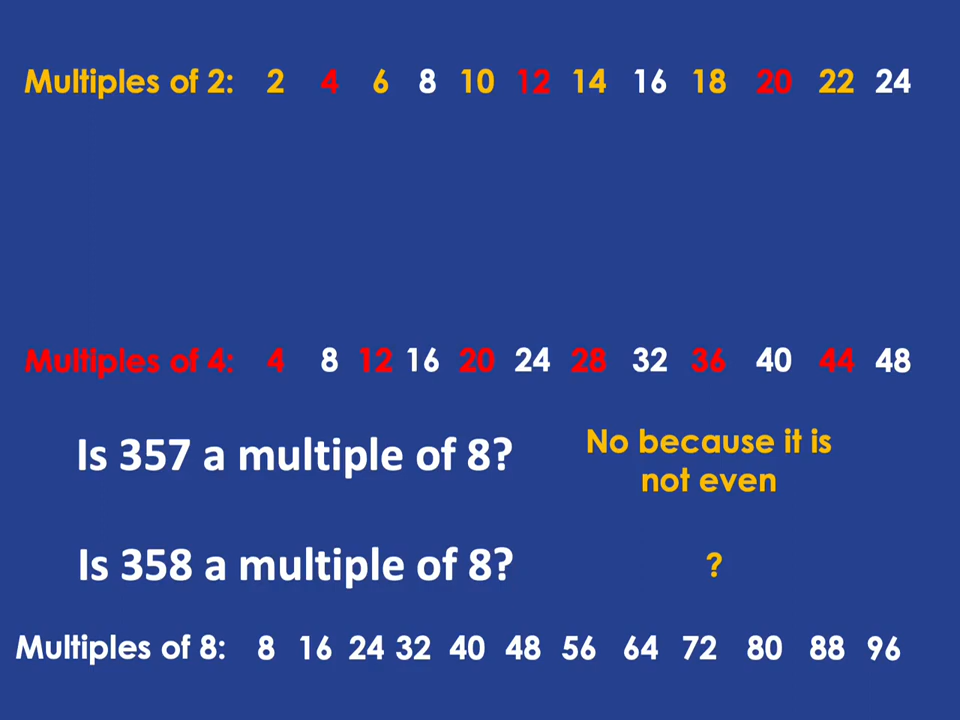 Multiples of 2: 2 4 6 8 10 12 14 16 18 20 22 24
Multiples of 4: 4 8 12 16 20 24 28 32 36 40 44 48
Is 357 a multiple of 8?
No because it is
not even
Is 358 a multiple of 8?
?
Multiples of 8: 8 16 24 32 40 48 56 64 72 80 88 96